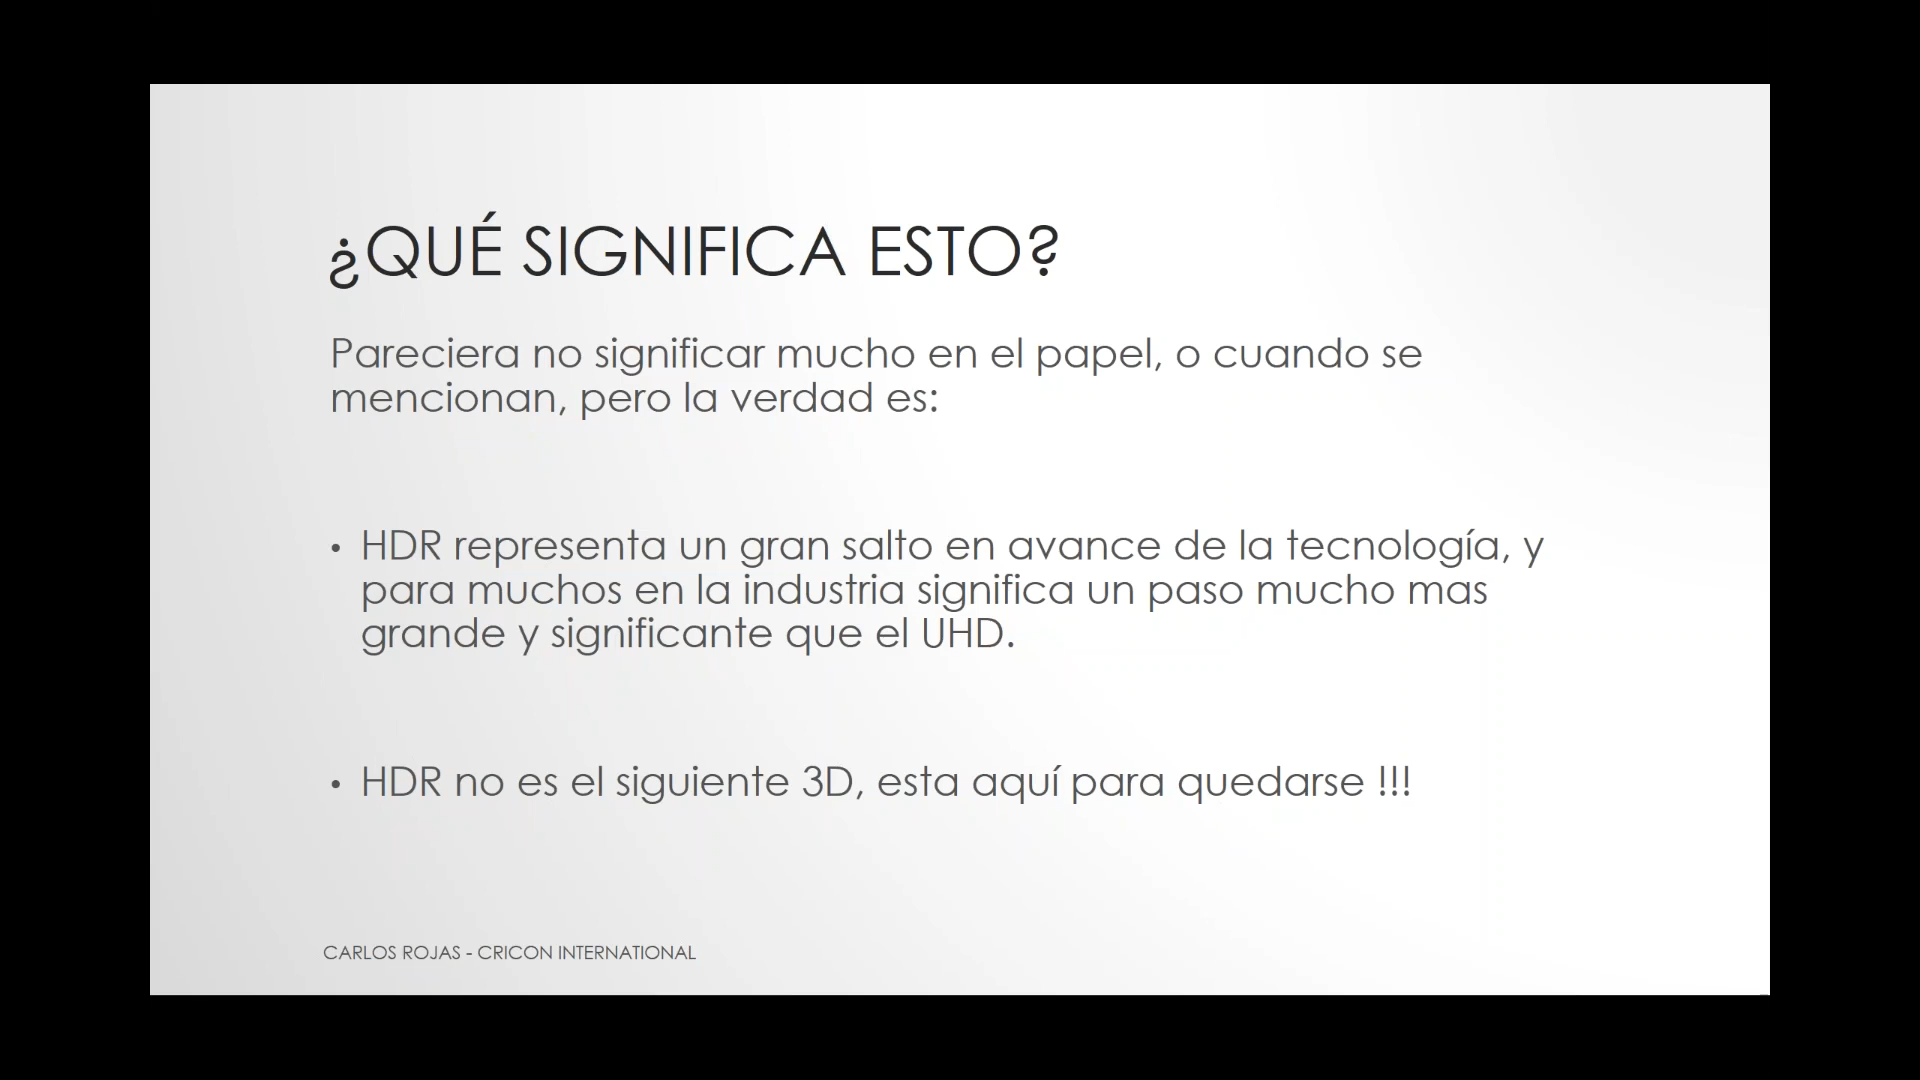 ¿QUÉ SIGNIFICA ESTO?
Pareciera no significar mucho en el papel, o cuando se
mencionan, pero la verdad es:
• HDR representa un gran salto en avance de la tecnología, y
para muchos en la industria significa un paso mucho mas
grande y significante que el UHD.
• HDR no es el siguiente 3D, esta aquí para quedarse !!!
CARLOS ROJAS - CRICON INTERNATIONAL